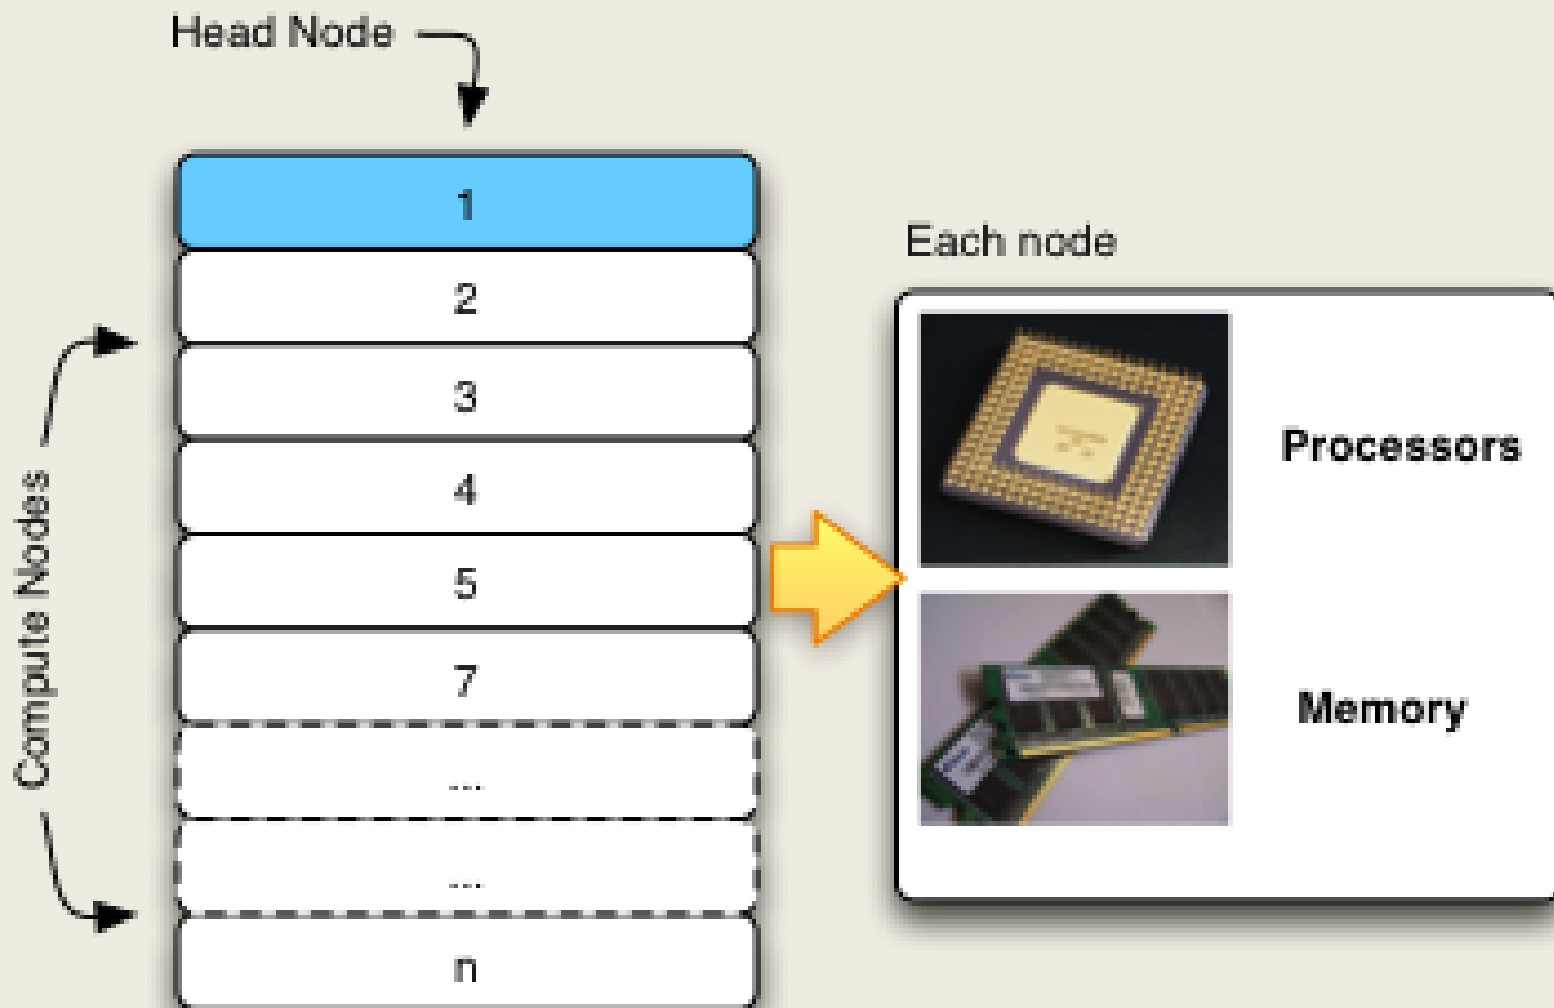 Head Node
1
2
3
4
5
7
...
...
n
Compute Nodes
Each node
Processors
Memory